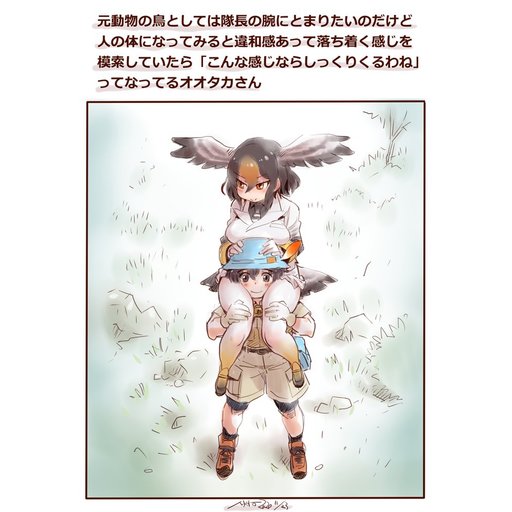 元動物の鳥としては隊長の腕にとまりたいのだけど
人の体になってみると違和感あって落ち着く感じを
模索していたら「こんな感じならしっくりくるわね」
ってなってるオオタカさん